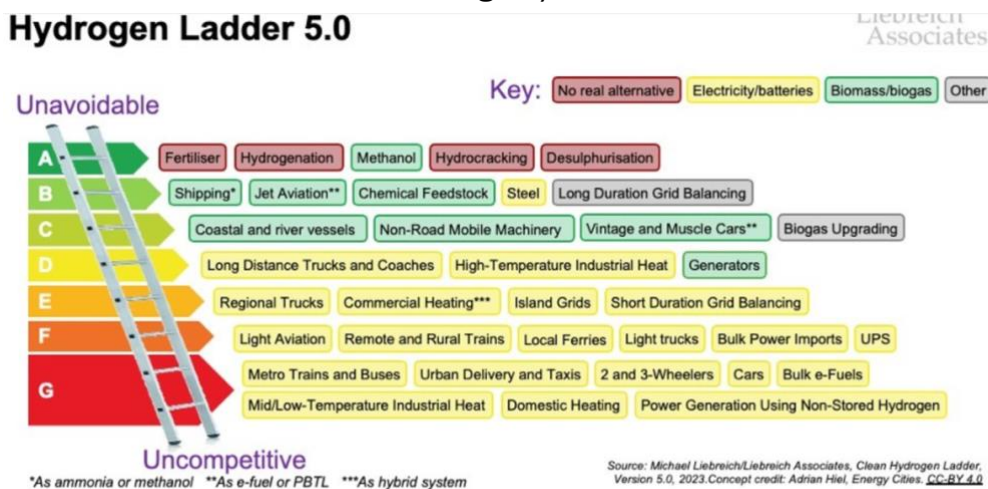 Hydrogen Ladder 5.0
Liebreich
Associates
Key: No real alternative Electricity/batteries Biomass/biogas Other
Unavoidable
A Fertiliser Hydrogenation Methanol Hydrocracking Desulphurisation
B Shipping* Jet Aviation** Chemical Feedstock Steel Long Duration Grid Balancing
C Coastal and river vessels Non-Road Mobile Machinery Vintage and Muscle Cars** Biogas Upgrading
D Long Distance Trucks and Coaches High-Temperature Industrial Heat Generators
E Regional Trucks Commercial Heating*** Island Grids Short Duration Grid Balancing
F Light Aviation Remote and Rural Trains Local Ferries Light trucks Bulk Power Imports UPS
G Metro Trains and Buses Urban Delivery and Taxis 2 and 3-Wheelers Cars Bulk e-Fuels
Mid/Low-Temperature Industrial Heat Domestic Heating Power Generation Using Non-Stored Hydrogen
Uncompetitive
*As ammonia or methanol **As e-fuel or PBTL ***As hybrid system
Source: Michael Liebreich/Liebreich Associates, Clean Hydrogen Ladder,
Version 5.0, 2023.Concept credit: Adrian Hiel, Energy Cities. CC-BY 4.0